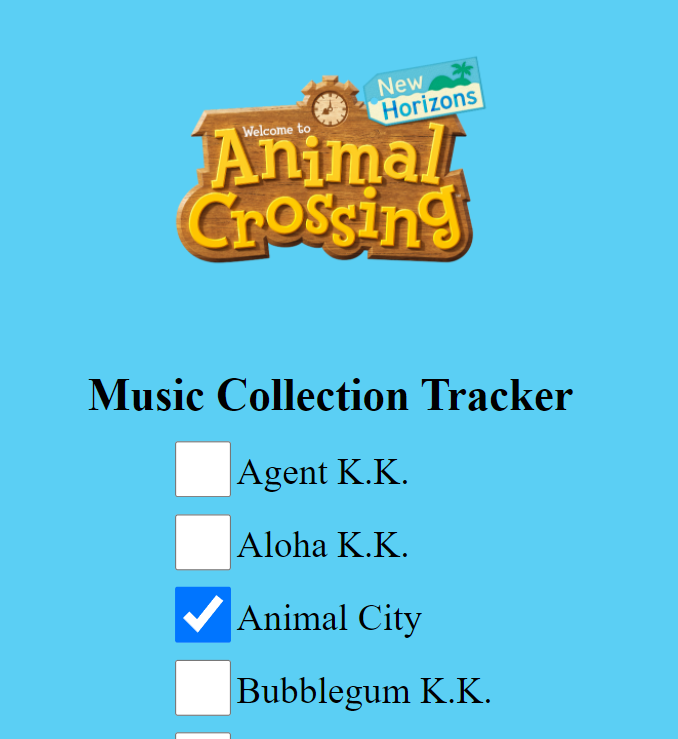 New
Horizons
Welcome to
Animal
Crossing
Music Collection Tracker
Agent K.K.
Aloha K.K.
Animal City
Bubblegum K.K.